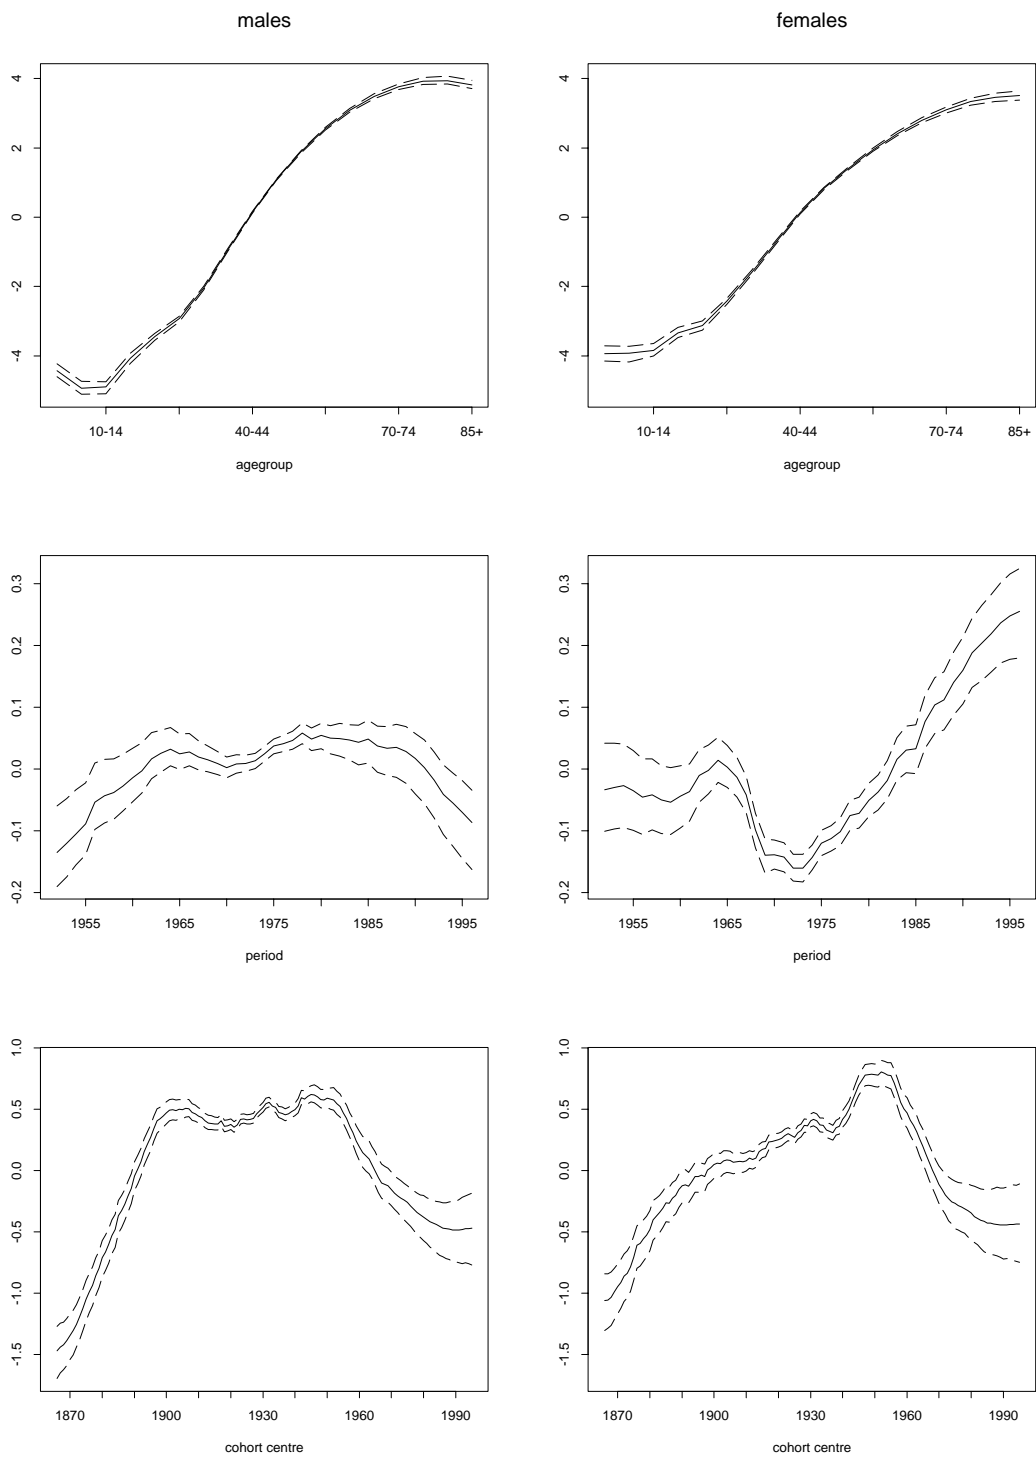 males females
4
2
0
-2
-4
10-14 40-44 70-74 85+
agegroup
4
2
0
-2
-4
10-14 40-44 70-74 85+
agegroup
0.3
0.2
0.1
0.0
-0.1
-0.2
1955 1965 1975 1985 1995
period
0.3
0.2
0.1
0.0
-0.1
-0.2
1955 1965 1975 1985 1995
period
1.0
0.5
0.0
-0.5
-1.0
-1.5
1870 1900 1930 1960 1990
cohort centre
1.0
0.5
0.0
-0.5
-1.0
-1.5
1870 1900 1930 1960 1990
cohort centre